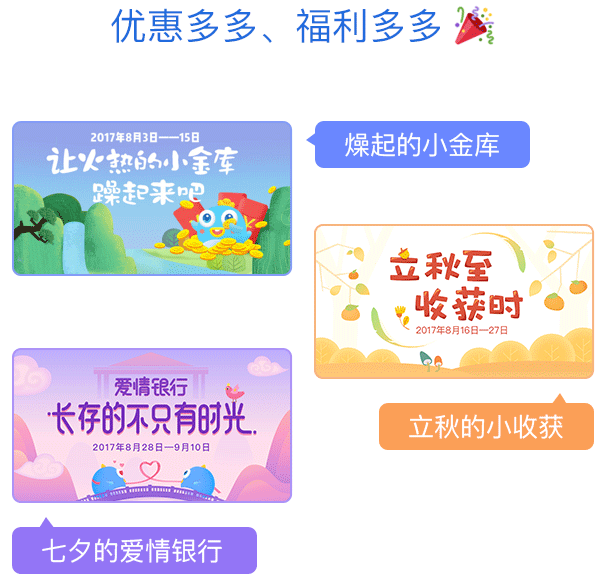 优惠多多、福利多多
2017年8月3日——15日
让火热的小金库
躁起来吧
燥起的小金库
立秋至
收获时
2017年8月16日—27日
立秋的小收获
爱情银行
长存的不只有时光
2017年8月28日—9月10日
七夕的爱情银行